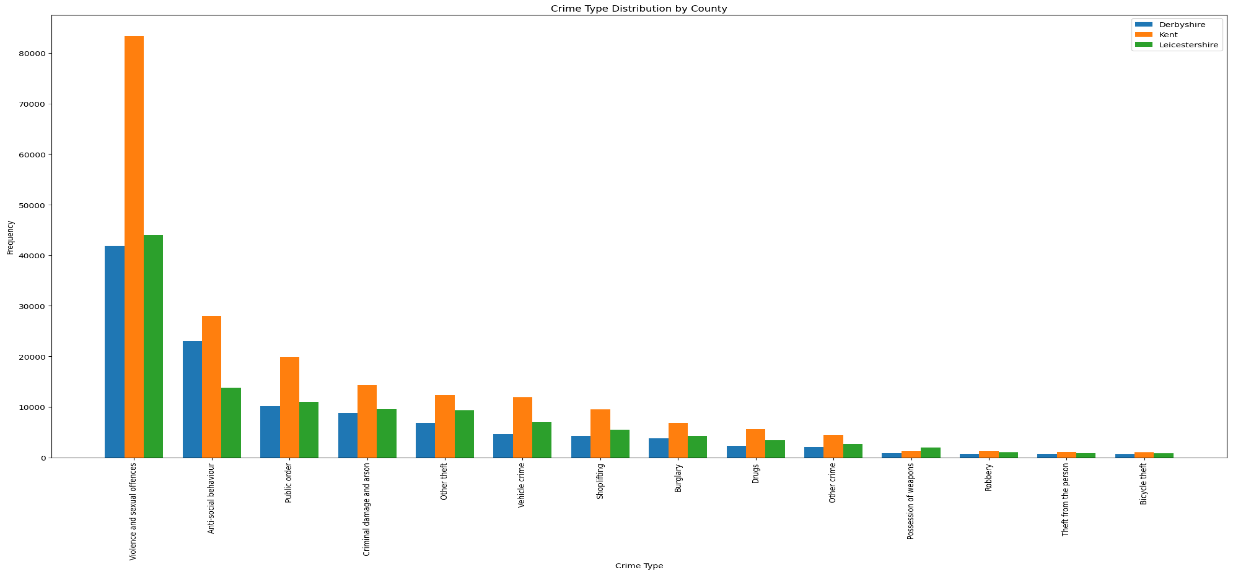 Crime Type Distribution by County
Derbyshire
Kent
Leicestershire
80000
70000
60000
50000
40000
30000
20000
10000
0
Frequency
Violence and sexual offences
Anti-social behaviour
Public order
Criminal damage and arson
Other theft
Vehicle crime
Shoplifting
Burglary
Drugs
Other crime
Possession of weapons
Robbery
Theft from the person
Bicycle theft
Crime Type